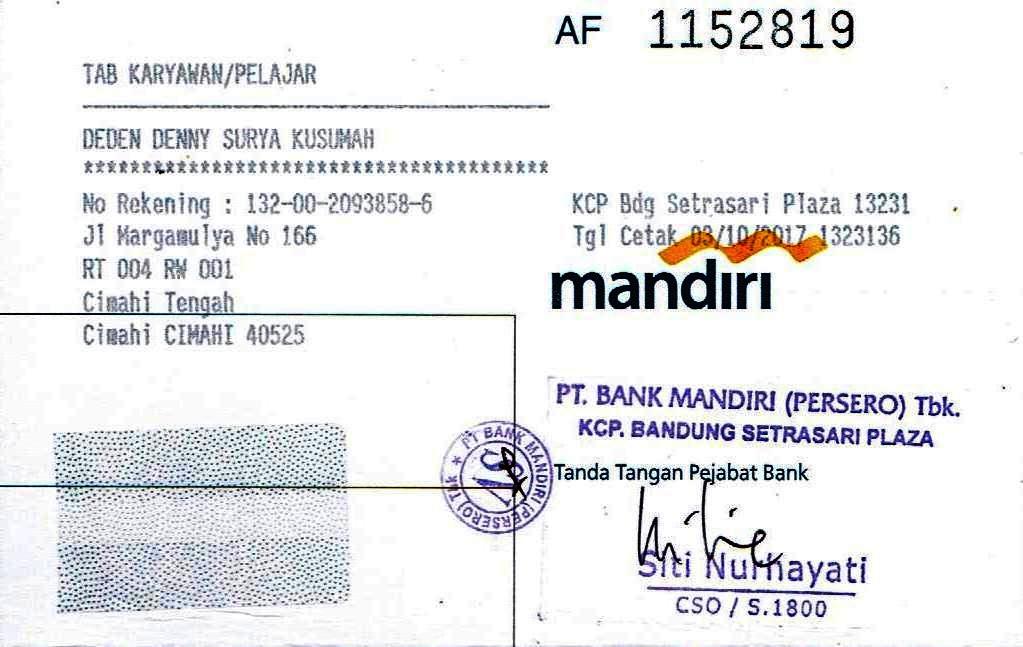 AF 1152819
TAB KARYAWAN/PELAJAR
DEDEN DENNY SURYA KUSUMAH
****************************************
No Rekening : 132-00-2093858-6
Jl Margamulya No 166
RT 004 RW 001
Cimahi Tengah
Cimahi CIMAHI 40525
KCP Bdg Setrasari Plaza 13231
Tgl Cetak 03/10/2017 1323136
mandırı
PT. BANK MANDIRI (PERSERO) Tbk.
KCP. BANDUNG SETRASARI PLAZA
PT BANK MANDIRI (PERSERO) Tbk *
Tanda Tangan Pejabat Bank
Siti Nurhayati
CSO / S.1800